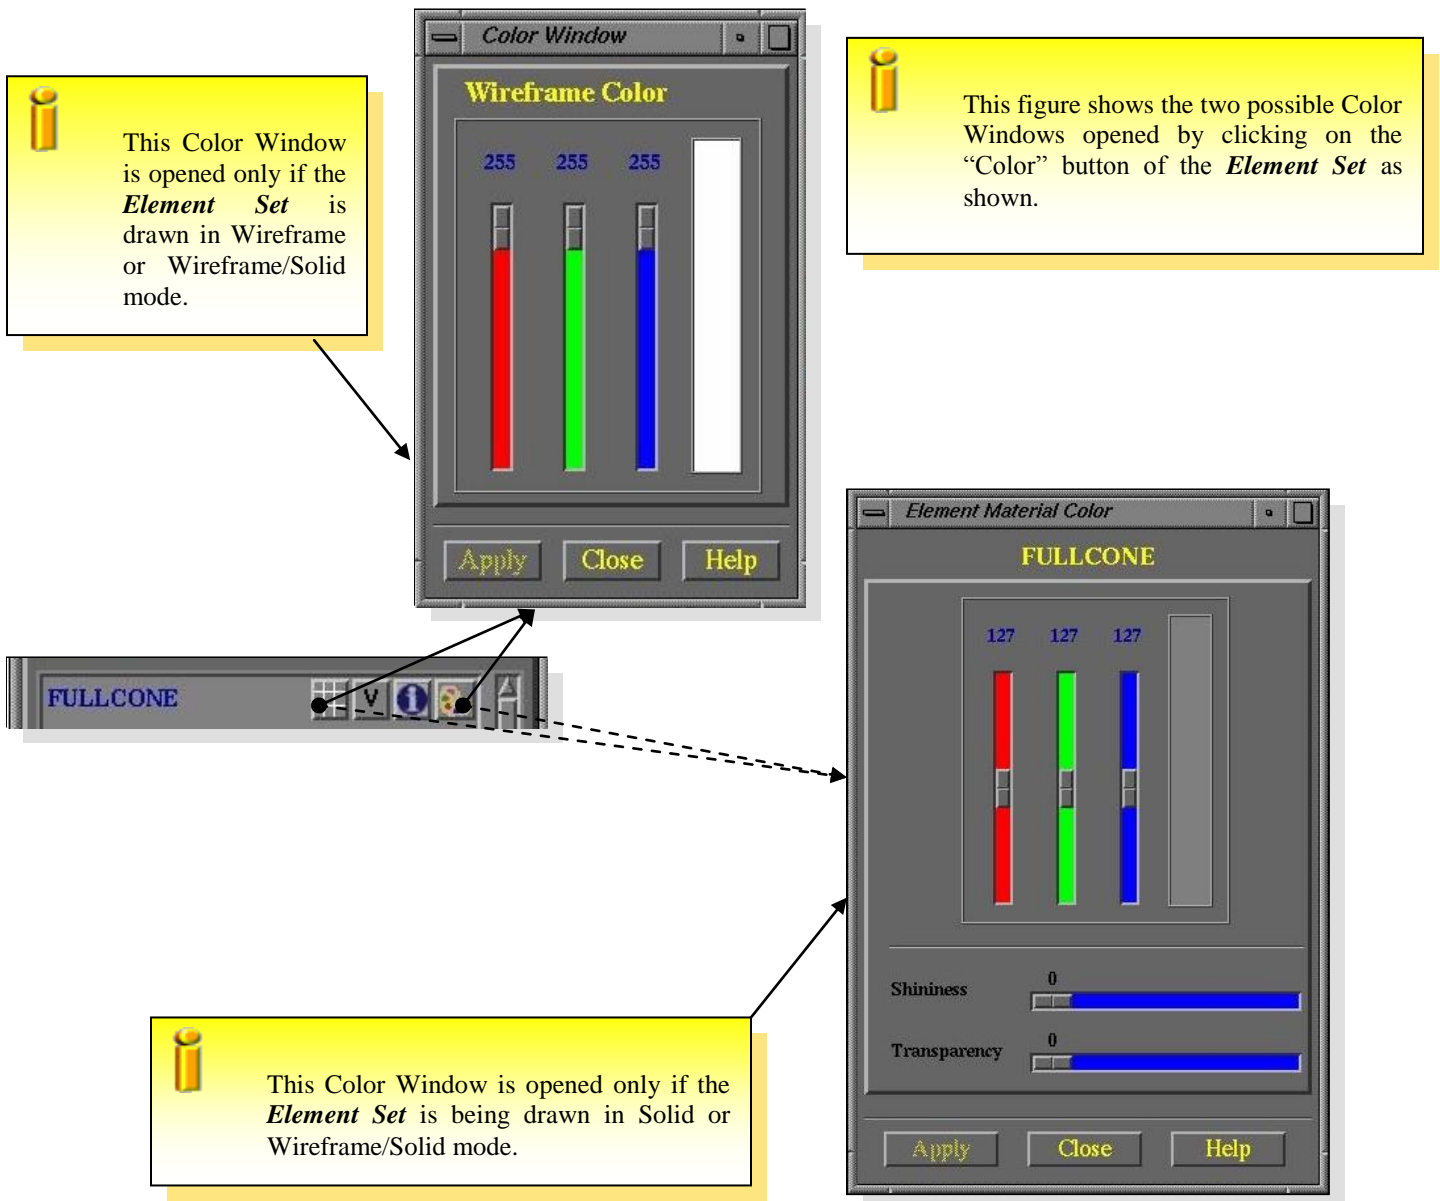 Color Window
Wireframe Color
255 255 255
Apply Close Help
This Color Window
is opened only if the
Element Set is
drawn in Wireframe
or Wireframe/Solid
mode.
This figure shows the two possible Color
Windows opened by clicking on the
“Color” button of the Element Set as
shown.
FULLCONE
V i
Element Material Color
FULLCONE
127 127 127
Shininess 0
Transparency 0
Apply Close Help
This Color Window is opened only if the
Element Set is being drawn in Solid or
Wireframe/Solid mode.